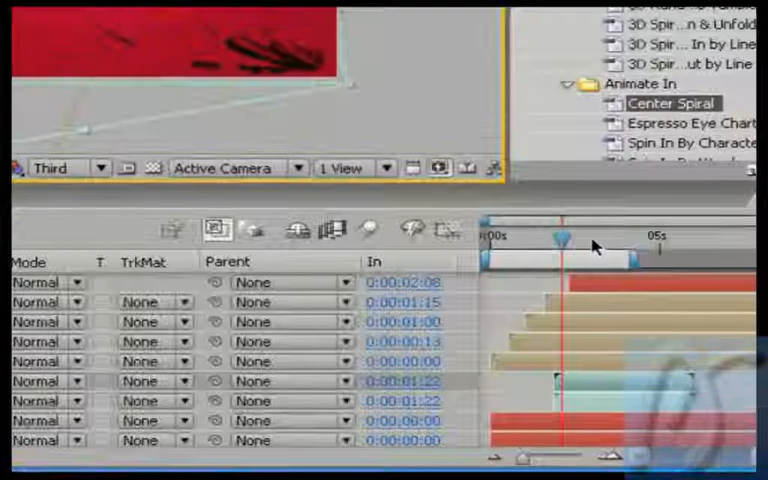 3D Spir...n & Unfold
3D Spir... In by Line
3D Spir...ut by Line
Animate In
Center Spiral
Espresso Eye Chart
Spin In By Characte
Third
Active Camera
1 View
:00s
05s
Mode
T
TrkMat
Parent
In
Normal None 0:00:02:08
Normal None None 0:00:01:15
Normal None None 0:00:01:00
Normal None None 0:00:00:13
Normal None None 0:00:00:00
Normal None None 0:00:01:22
Normal None None 0:00:01:22
Normal None None 0:00:00:00
Normal None None 0:00:00:00